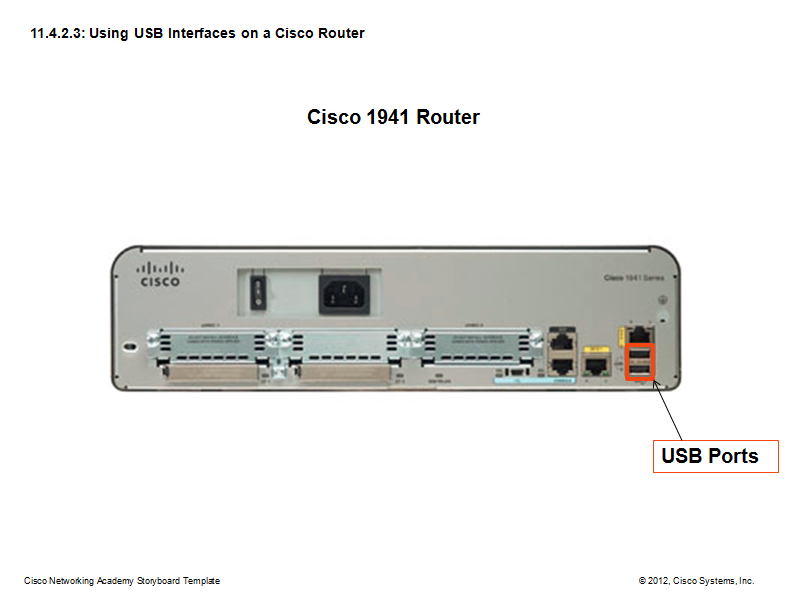 11.4.2.3: Using USB Interfaces on a Cisco Router
Cisco 1941 Router
CISCO
Cisco 1941 Series
USB Ports
Cisco Networking Academy Storyboard Template
© 2012, Cisco Systems, Inc.